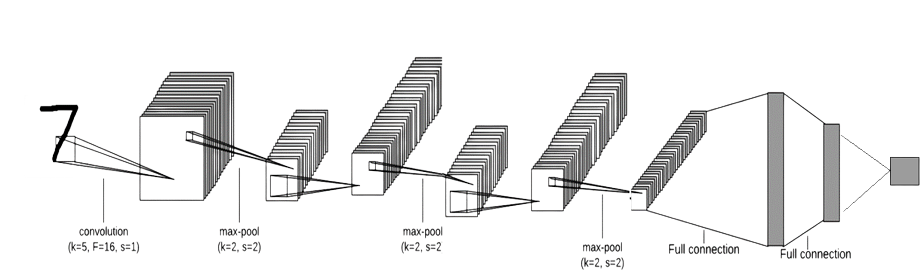 7
convolution
(k=5, F=16, s=1)
max-pool
(k=2, s=2)
max-pool
(k=2, s=2
max-pool
(k=2, s=2)
Full connection
Full connection